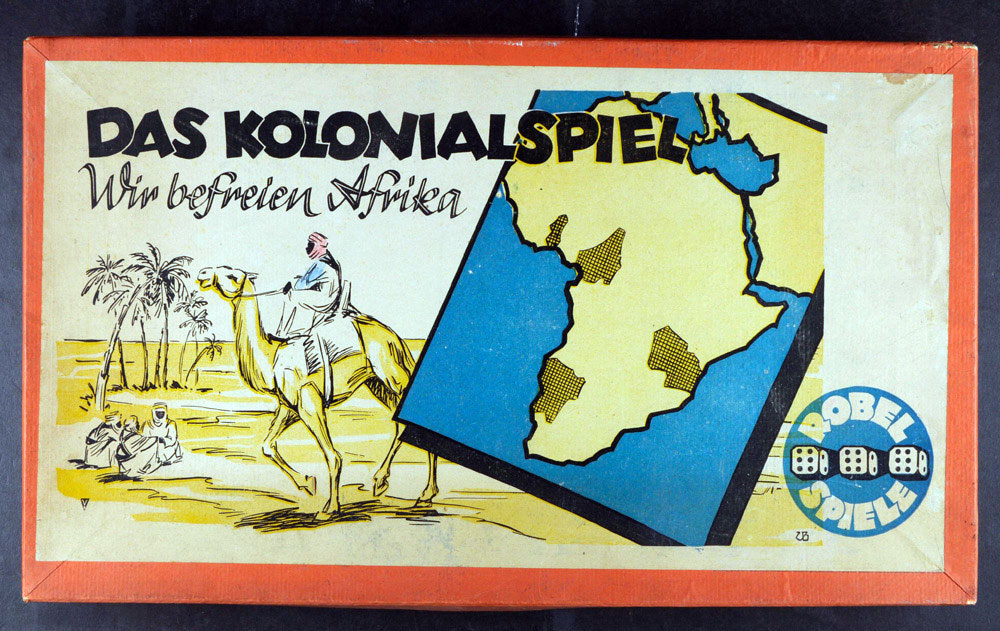 DAS KOLONIALSPIEL
Wir befreien Afrika
ROBEL
SPIELE